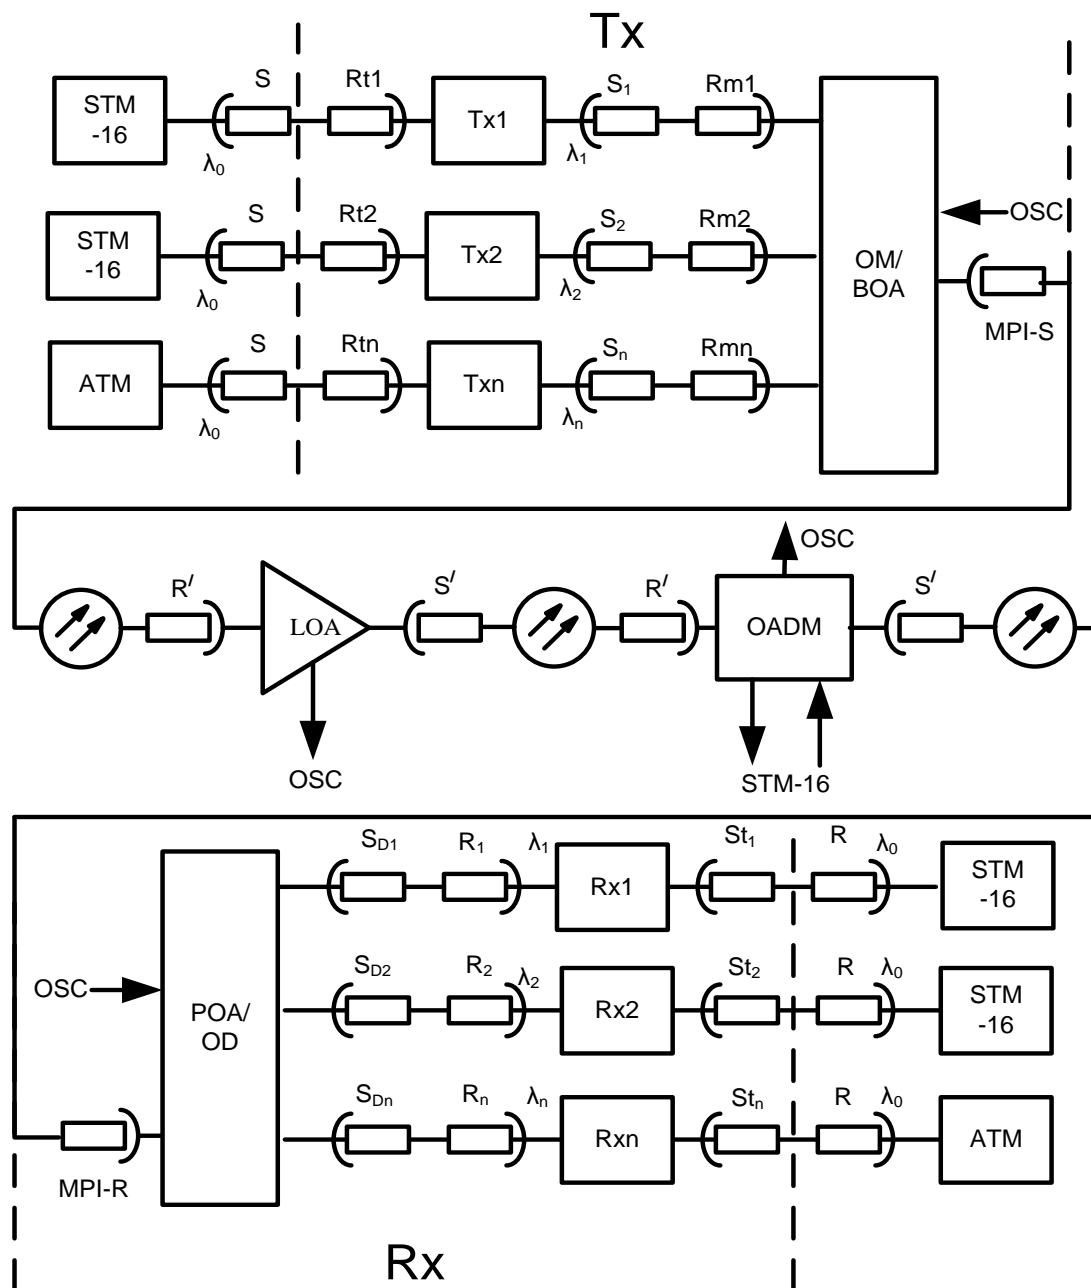 Tx
STM
-16
S
λ0
Rt1
Tx1
S1
λ1
Rm1
STM
-16
S
λ0
Rt2
Tx2
S2
λ2
Rm2
ATM
S
λ0
Rtn
Txn
Sn
λn
Rmn
OM/
BOA
OSC
MPI-S
R′
LOA
OSC
S′
R′
OSC
OADM
STM-16
S′
OSC
MPI-R
POA/
OD
SD1
R1
λ1
Rx1
St1
R
λ0
STM
-16
SD2
R2
λ2
Rx2
St2
R
λ0
STM
-16
SDn
Rn
λn
Rxn
Stn
R
λ0
ATM
Rx